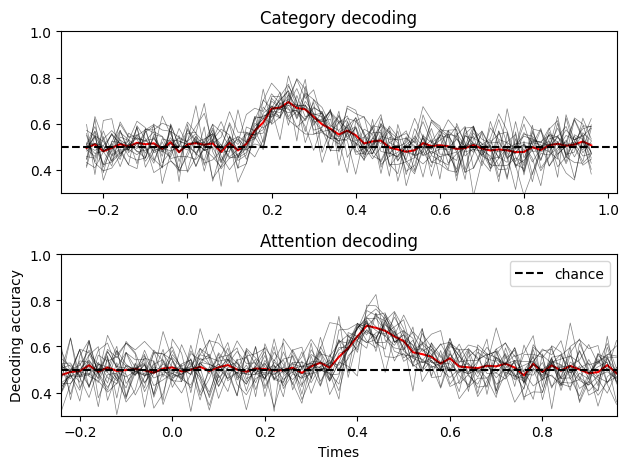 Category decoding
1.0
0.8
0.6
0.4
−0.2 0.0 0.2 0.4 0.6 0.8 1.0
Attention decoding
1.0
0.8
0.6
0.4
chance
Decoding accuracy
−0.2 0.0 0.2 0.4 0.6 0.8
Times